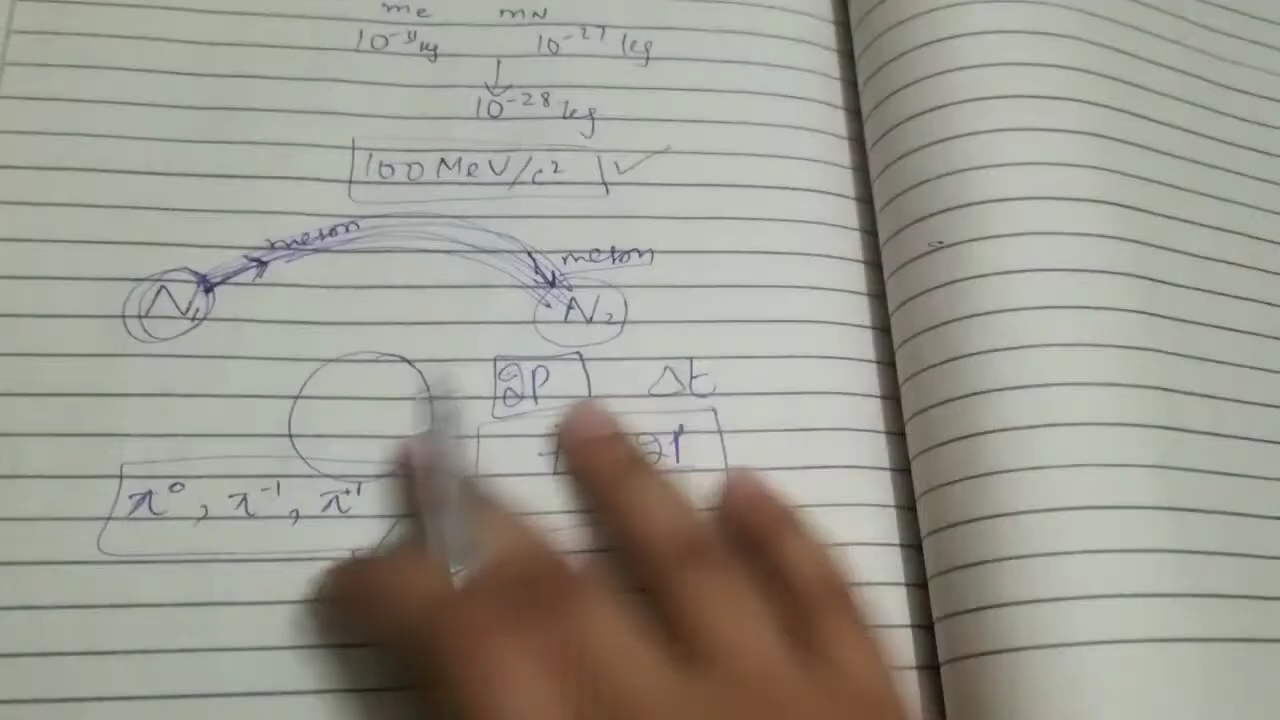 me mN
10⁻³¹kg 10⁻²⁷ kg
10⁻²⁸ kg
100 MeV/c² ✓
meson meson
N₁ N₂
∂P Δt
π⁰, π⁻¹, π⁺¹